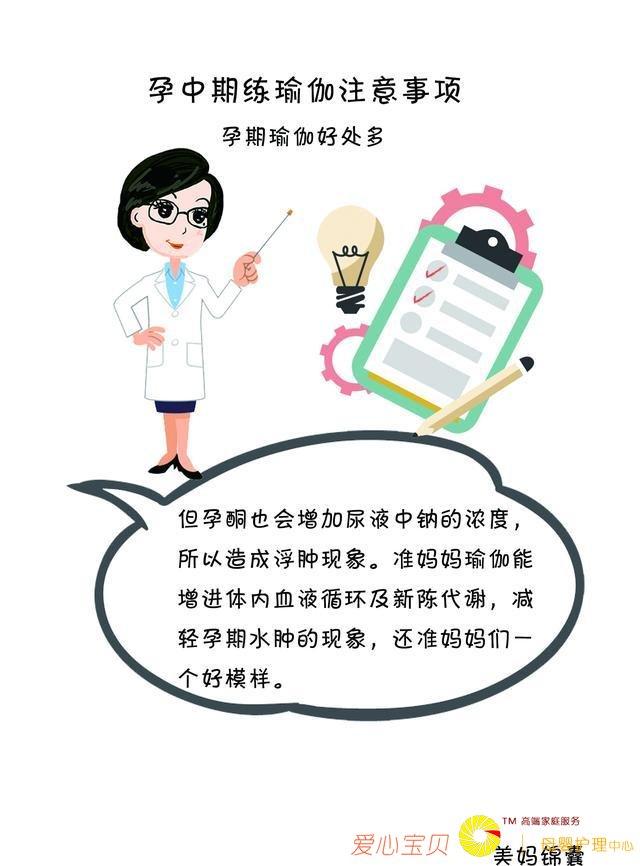 孕中期练瑜伽注意事项
孕期瑜伽好处多
但孕酮也会增加尿液中钠的浓度，
所以造成浮肿现象。准妈妈瑜伽能
增进体内血液循环及新陈代谢，减
轻孕期水肿的现象，还准妈妈们一
个好模样。
TM 高端家庭服务
爱心宝贝
母婴护理中心
美妈锦囊